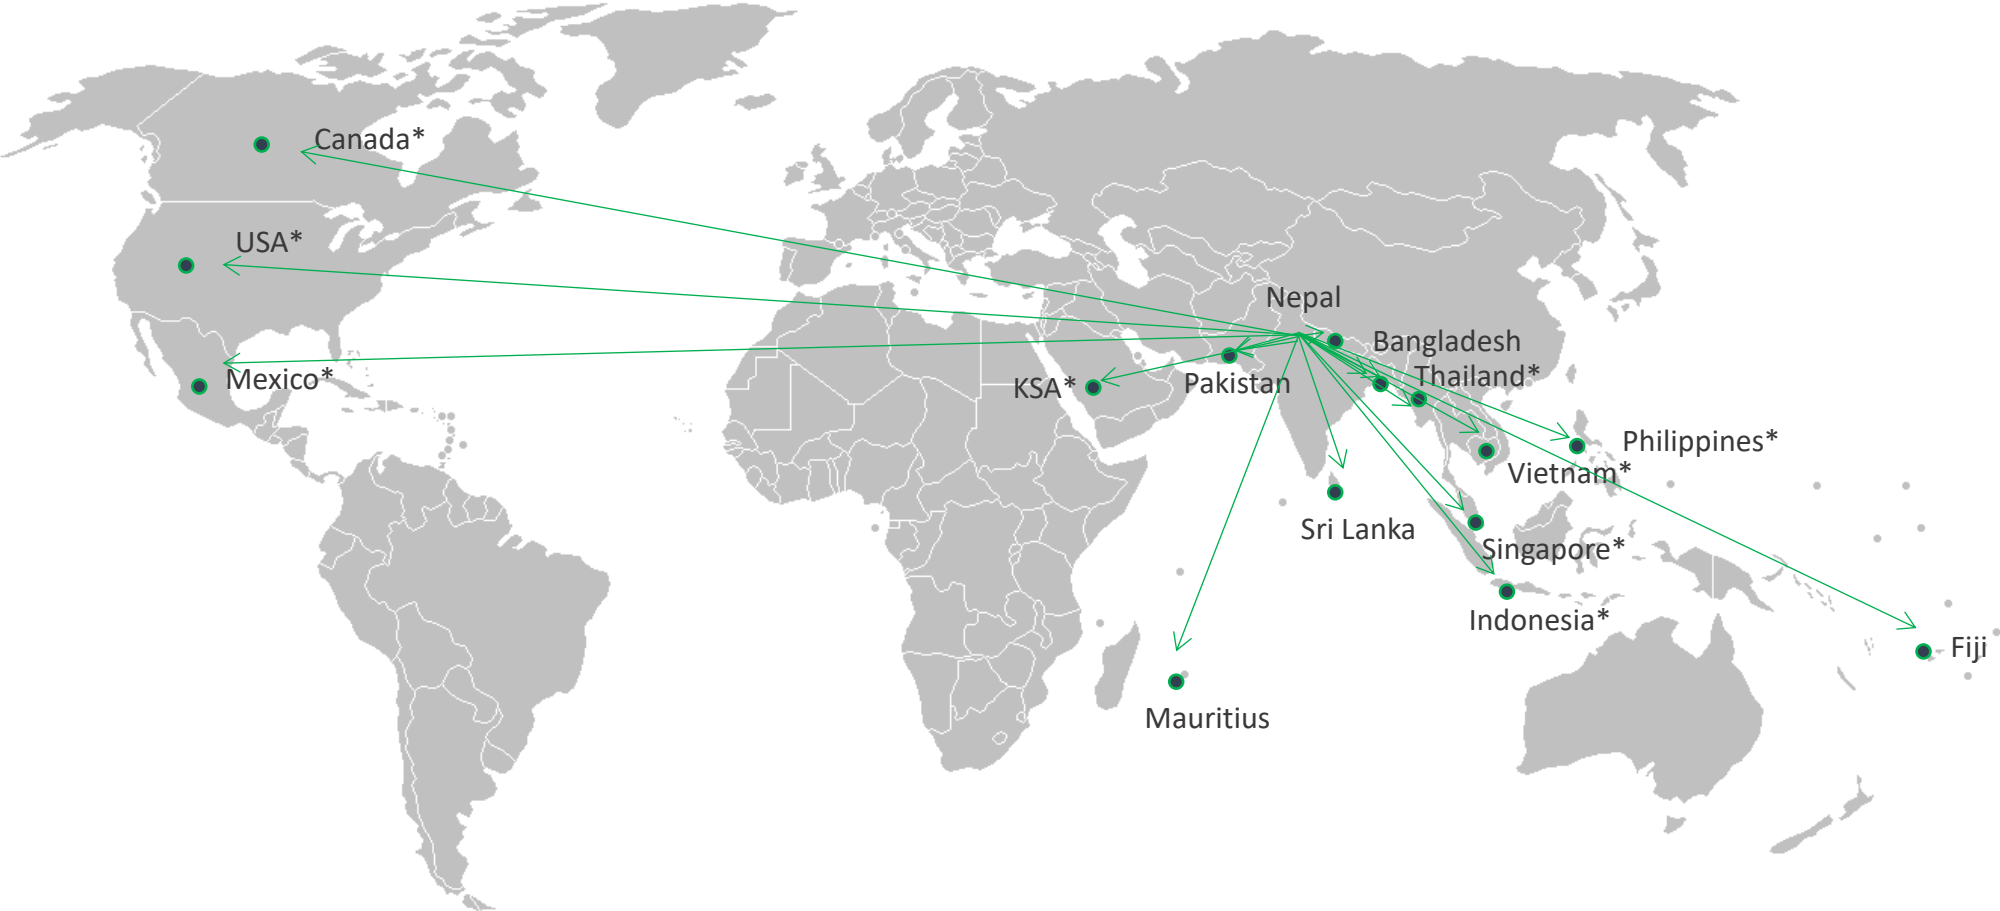 Canada*
USA*
Nepal
Bangladesh
Thailand*
Mexico*
KSA*
Pakistan
Philippines*
Vietnam*
Sri Lanka
Singapore*
Indonesia*
Fiji
Mauritius